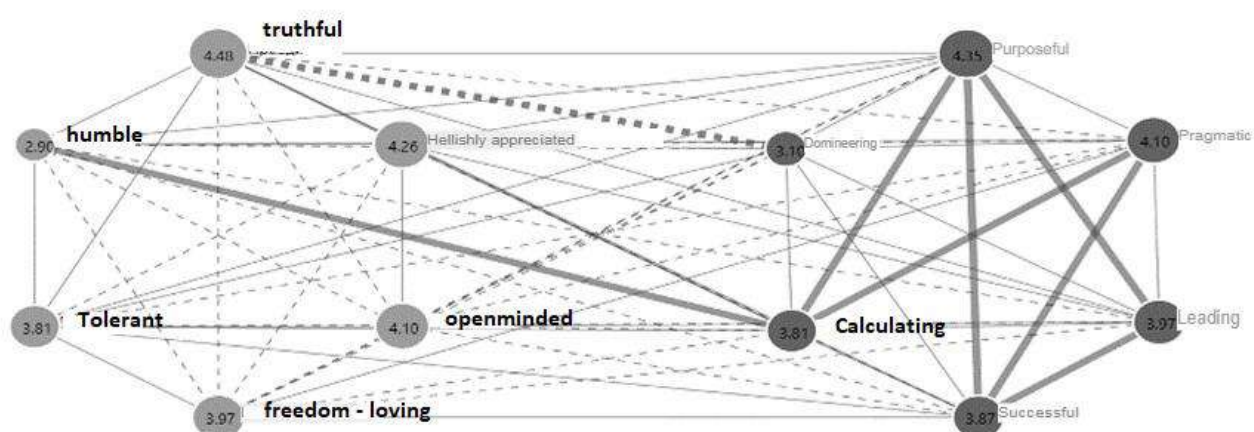 truthful
4.48
4.35 Purposeful
humble
2.90
4.26 Hellishly appreciated
3.10 Domineering
4.10 Pragmatic
3.81 Tolerant
4.10 openminded
3.81 Calculating
3.97 Leading
3.97 freedom - loving
3.87 Successful